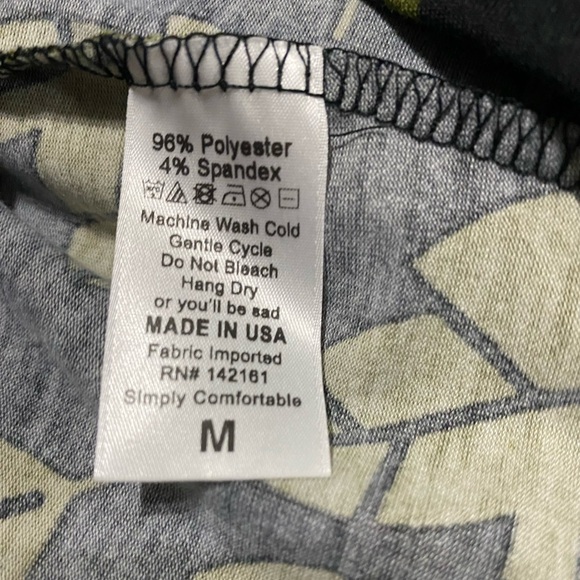 96% Polyester
4% Spandex
Machine Wash Cold
Gentle Cycle
Do Not Bleach
Hang Dry
or you'll be sad
MADE IN USA
Fabric Imported
RN# 142161
Simply Comfortable
M